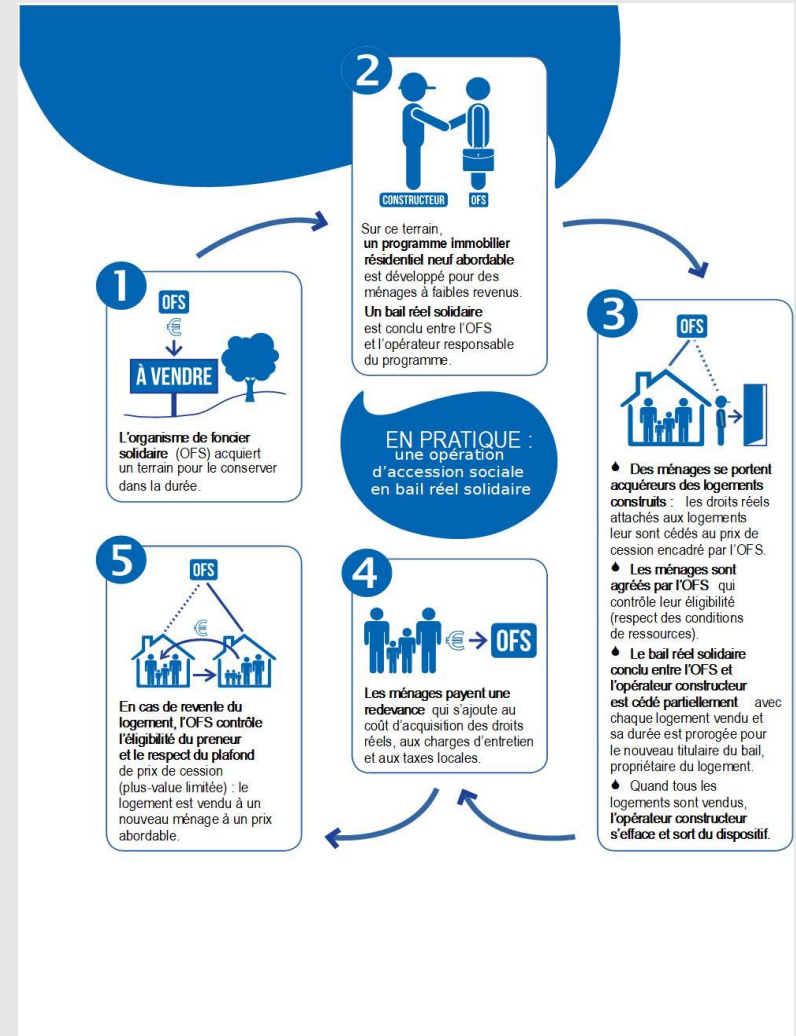 1
OFS
€
À VENDRE
L'organisme de foncier
solidaire (OFS) acquiert
un terrain pour le conserver
dans la durée.
2
CONSTRUCTEUR OFS
Sur ce terrain,
un programme immobilier
résidentiel neuf abordable
est développé pour des
ménages à faibles revenus.
Un bail réel solidaire
est conclu entre l'OFS
et l'opérateur responsable
du programme.
EN PRATIQUE :
une opération
d'accession sociale
en bail réel solidaire
3
OFS
Des ménages se portent
acquéreurs des logements
construits : les droits réels
attachés aux logements
leur sont cédés au prix de
cession encadré par l'OFS.
Les ménages sont
agréés par l'OFS qui
contrôle leur éligibilité
(respect des conditions
de ressources).
Le bail réel solidaire
conclu entre l'OFS et
l'opérateur constructeur
est cédé partiellement avec
chaque logement vendu et
sa durée est prorogée pour
le nouveau titulaire du bail,
propriétaire du logement.
Quand tous les
logements sont vendus,
l'opérateur constructeur
s'efface et sort du dispositif.
4
€ OFS
Les ménages payent une
redevance qui s'ajoute au
coût d'acquisition des droits
réels, aux charges d'entretien
et aux taxes locales.
5
OFS
€
En cas de revente du
logement, l'OFS contrôle
l'éligibilité du preneur
et le respect du plafond
de prix de cession
(plus-value limitée) : le
logement est vendu à un
nouveau ménage à un prix
abordable.